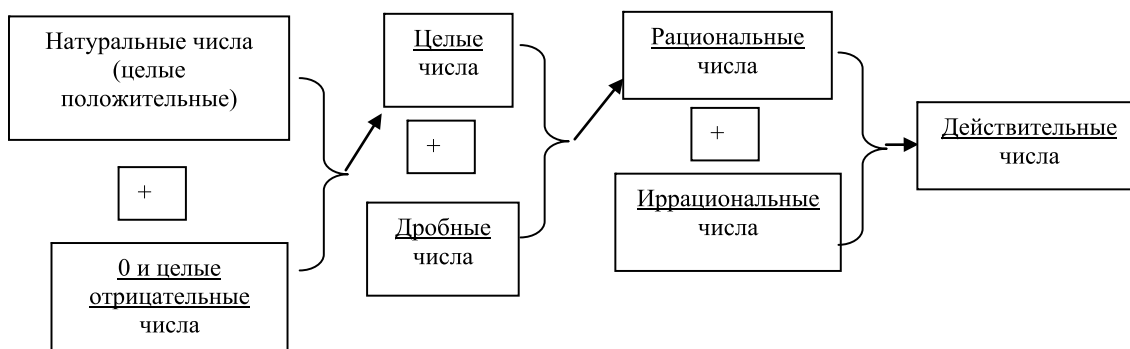 Натуральные числа
(целые
положительные)
+
0 и целые
отрицательные
числа
Целые
числа
+
Дробные
числа
Рациональные
числа
+
Иррациональные
числа
Действительные
числа